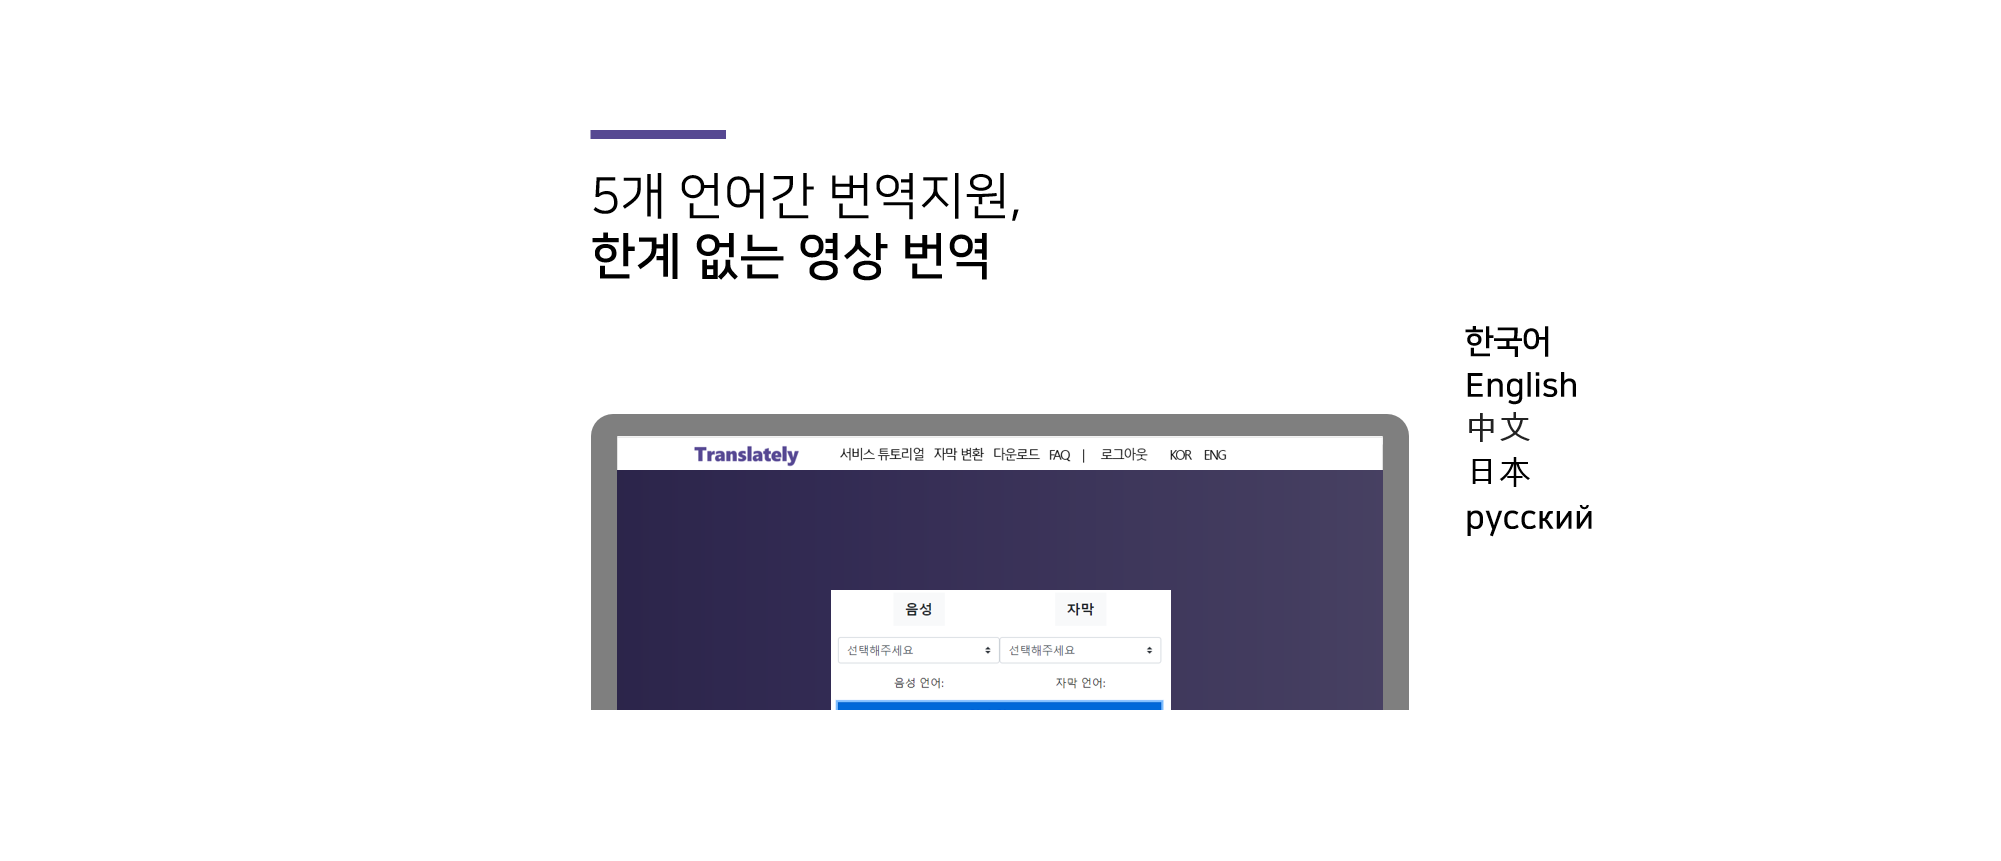 5개 언어간 번역지원,
한계 없는 영상 번역
한국어
English
中文
日本
русский
Translately 서비스 튜토리얼 자막 변환 다운로드 FAQ | 로그아웃 KOR ENG
음성 자막
선택해주세요 선택해주세요
음성 언어: 자막 언어: